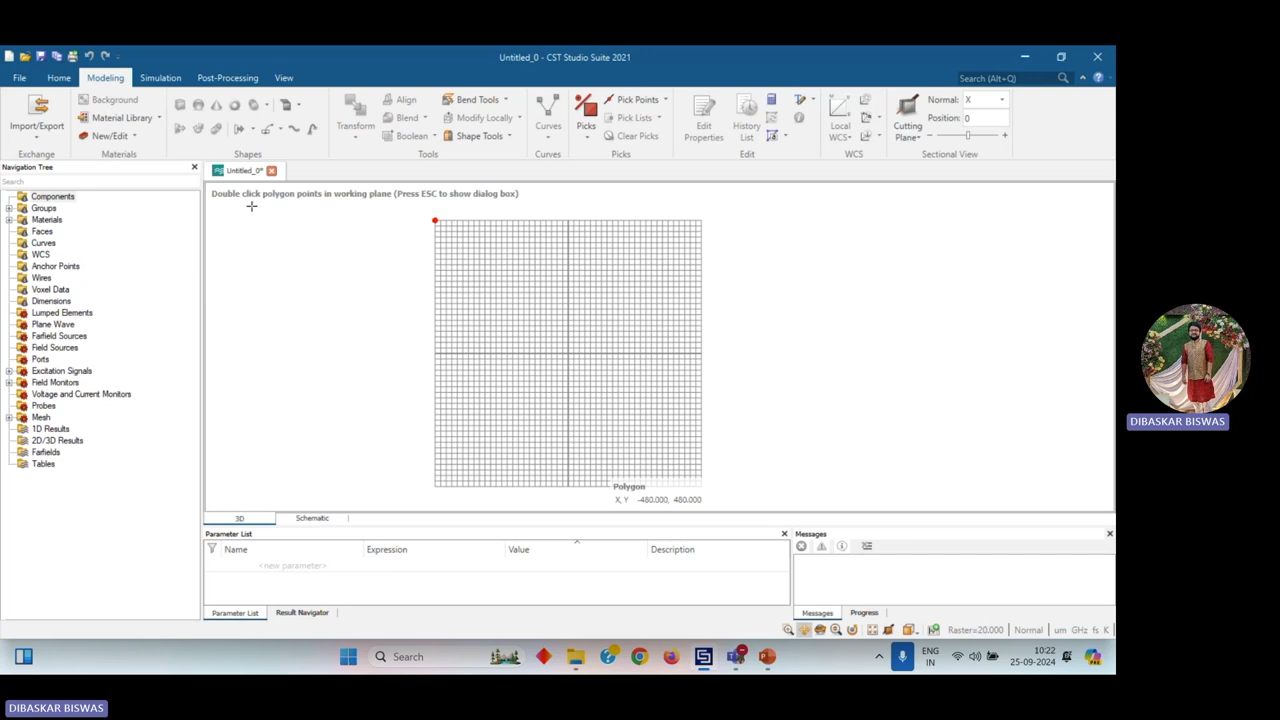 Untitled_0 - CST Studio Suite 2021
File Home Modeling Simulation Post-Processing View Search (Alt+Q)
Import/Export
Exchange
Background
Material Library
New/Edit
Materials
Shapes
Transform
Align
Blend
Boolean
Bend Tools
Modify Locally
Shape Tools
Tools
Curves
Curves
Picks
Pick Points
Pick Lists
Clear Picks
Picks
Edit Properties
History List
Edit
Local WCS
WCS
Cutting Plane
Normal: X
Position: 0
Sectional View
Navigation Tree
Search
Components
Groups
Materials
Faces
Curves
WCS
Anchor Points
Wires
Voxel Data
Dimensions
Lumped Elements
Plane Wave
Farfield Sources
Field Sources
Ports
Excitation Signals
Field Monitors
Voltage and Current Monitors
Probes
Mesh
1D Results
2D/3D Results
Farfields
Tables
Untitled_0*
Double click polygon points in working plane (Press ESC to show dialog box)
Polygon
X, Y -480.000, 480.000
3D Schematic
Parameter List
Name Expression Value Description
<new parameter>
Parameter List Result Navigator
Messages
Messages Progress
Raster=20.000 Normal um GHz fs K
Search
ENG
IN
10:22
25-09-2024
DIBASKAR BISWAS
DIBASKAR BISWAS